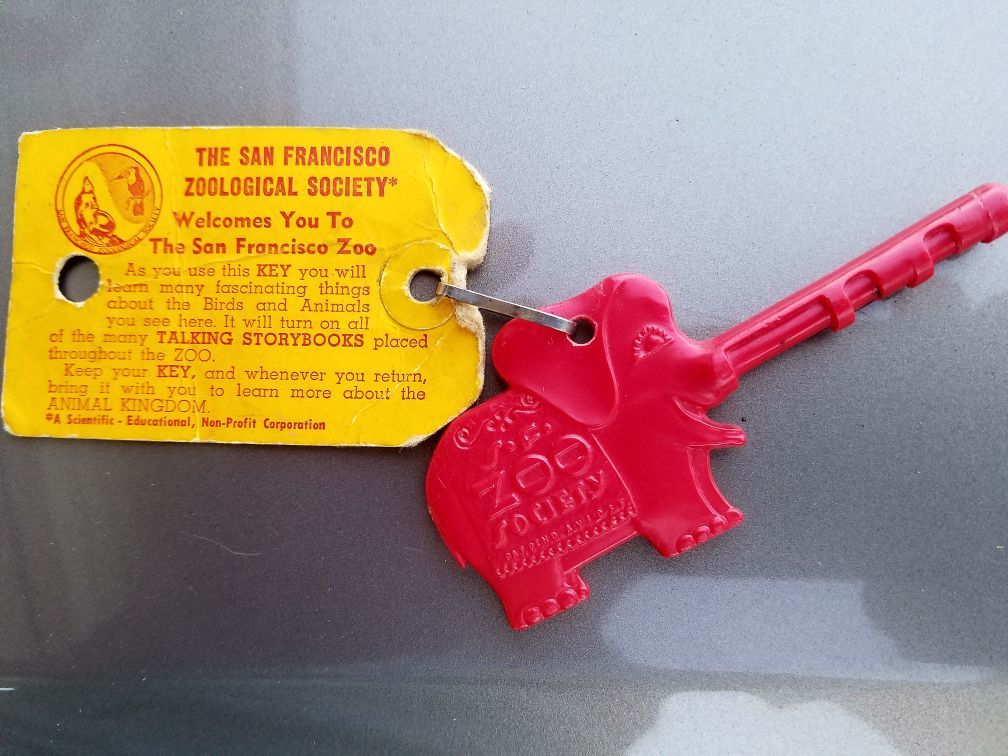 THE SAN FRANCISCO
ZOOLOGICAL SOCIETY*
Welcomes You To
The San Francisco Zoo
As you use this KEY you will
learn many fascinating things
about the Birds and Animals
you see here. It will turn on all
of the many TALKING STORYBOOKS placed
throughout the ZOO.
Keep your KEY, and whenever you return,
bring it with you to learn more about the
ANIMAL KINGDOM.
*A Scientific - Educational, Non-Profit Corporation
S.F.
ZOO
SOCIETY